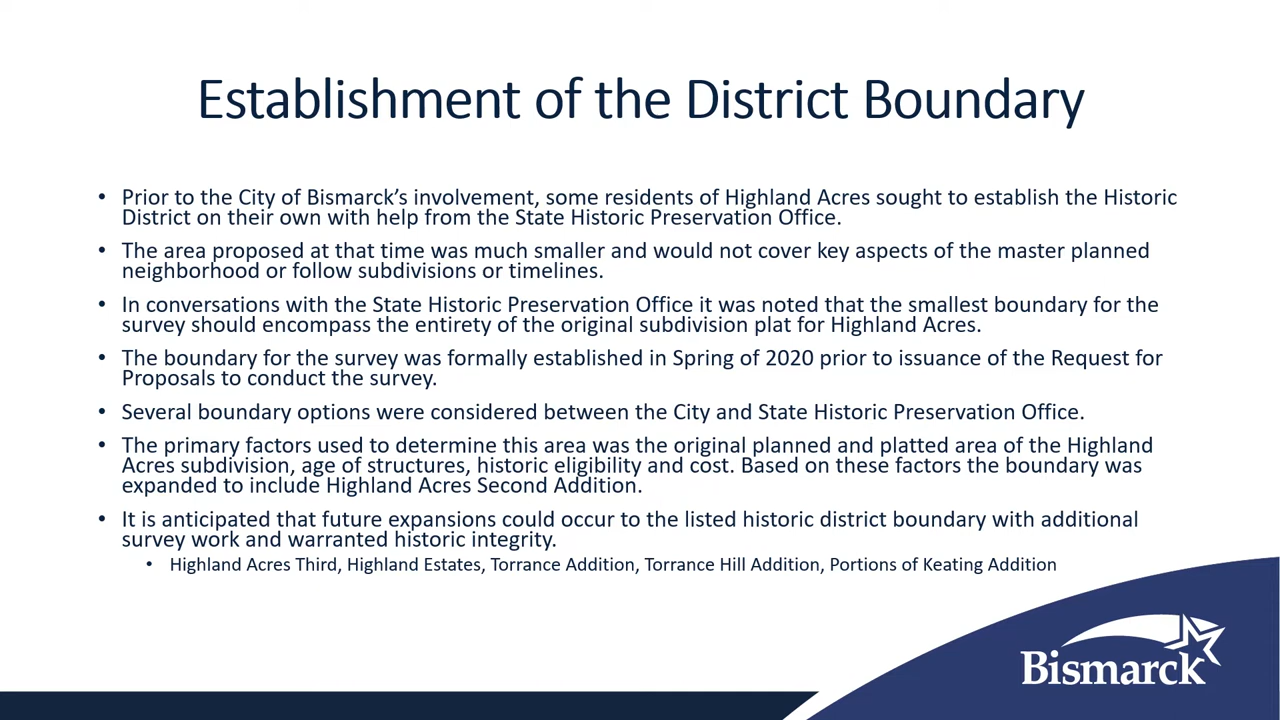 Establishment of the District Boundary
• Prior to the City of Bismarck’s involvement, some residents of Highland Acres sought to establish the Historic
District on their own with help from the State Historic Preservation Office.
• The area proposed at that time was much smaller and would not cover key aspects of the master planned
neighborhood or follow subdivisions or timelines.
• In conversations with the State Historic Preservation Office it was noted that the smallest boundary for the
survey should encompass the entirety of the original subdivision plat for Highland Acres.
• The boundary for the survey was formally established in Spring of 2020 prior to issuance of the Request for
Proposals to conduct the survey.
• Several boundary options were considered between the City and State Historic Preservation Office.
• The primary factors used to determine this area was the original planned and platted area of the Highland
Acres subdivision, age of structures, historic eligibility and cost. Based on these factors the boundary was
expanded to include Highland Acres Second Addition.
• It is anticipated that future expansions could occur to the listed historic district boundary with additional
survey work and warranted historic integrity.
• Highland Acres Third, Highland Estates, Torrance Addition, Torrance Hill Addition, Portions of Keating Addition
Bismarck